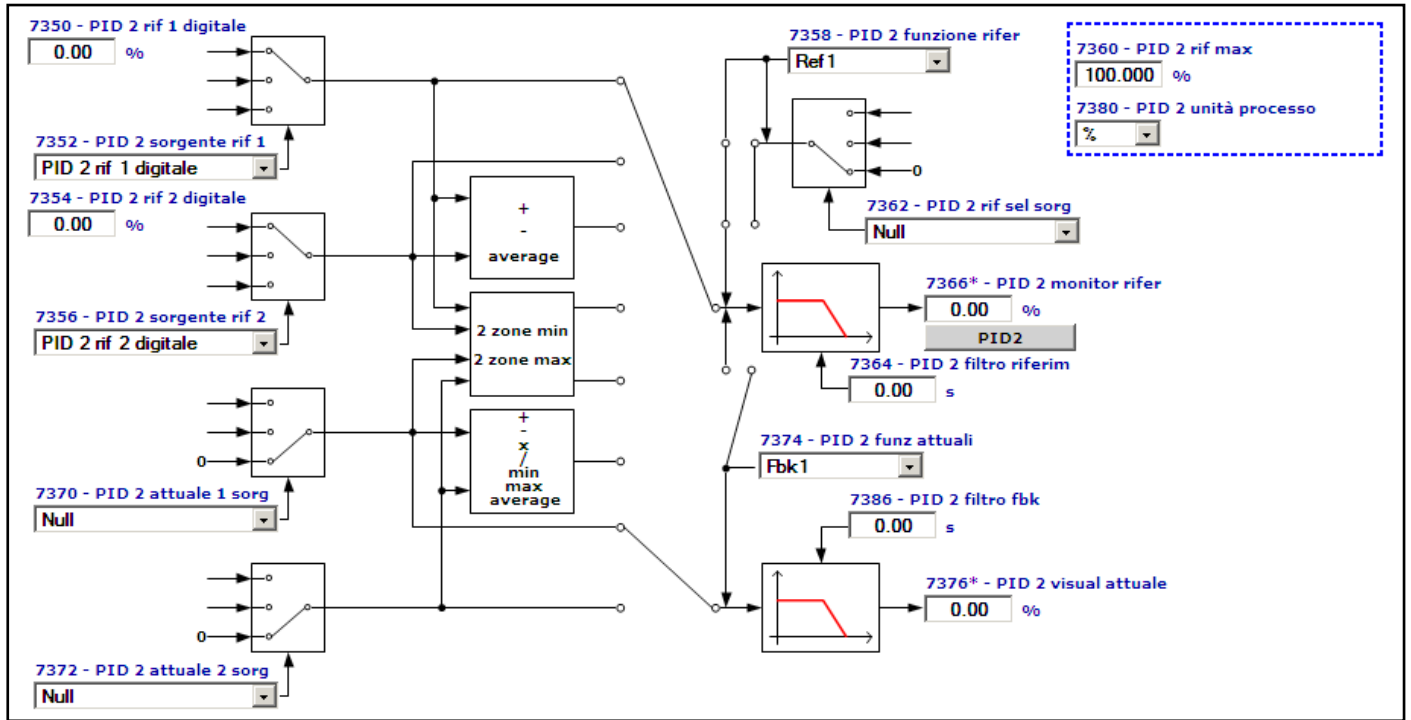 7350 - PID 2 rif 1 digitale
0.00 %
7352 - PID 2 sorgente rif 1
PID 2 rif 1 digitale
7354 - PID 2 rif 2 digitale
0.00 %
7356 - PID 2 sorgente rif 2
PID 2 rif 2 digitale
0
7370 - PID 2 attuale 1 sorg
Null
0
7372 - PID 2 attuale 2 sorg
Null
+
-
average
2 zone min
2 zone max
+
-
x
/
min
max
average
7358 - PID 2 funzione rifer
Ref1
0
7362 - PID 2 rif sel sorg
Null
7360 - PID 2 rif max
100.000 %
7380 - PID 2 unità processo
%
7366* - PID 2 monitor rifer
0.00 %
PID2
7364 - PID 2 filtro riferim
0.00 s
7374 - PID 2 funz attuali
Fbk1
7386 - PID 2 filtro fbk
0.00 s
7376* - PID 2 visual attuale
0.00 %